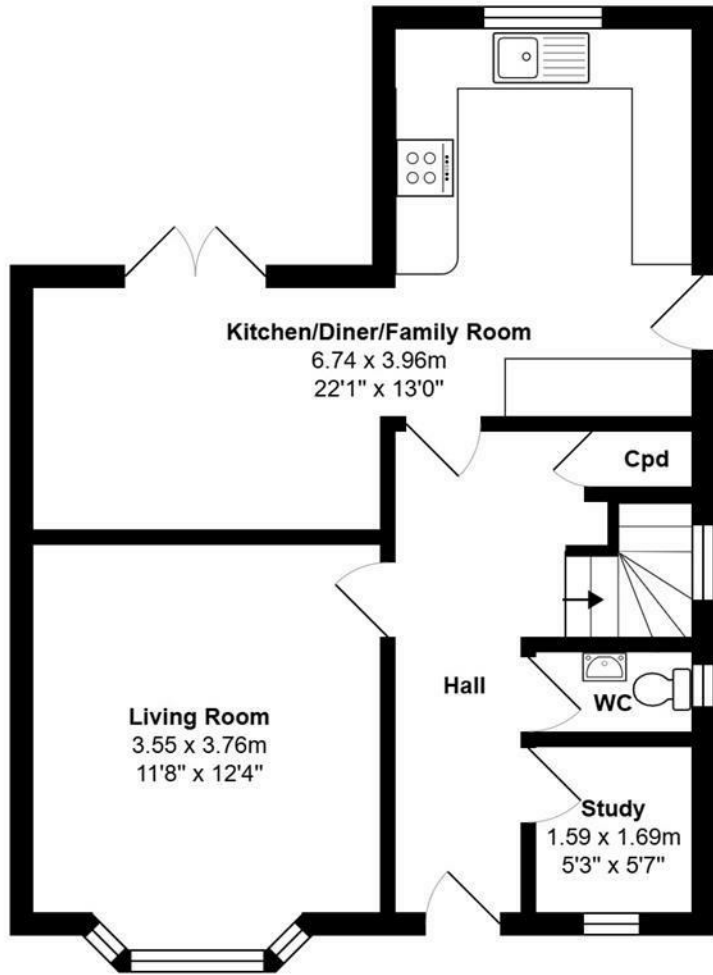 Kitchen/Diner/Family Room
6.74 x 3.96m
22'1" x 13'0"
Cpd
Hall
WC
Living Room
3.55 x 3.76m
11'8" x 12'4"
Study
1.59 x 1.69m
5'3" x 5'7"